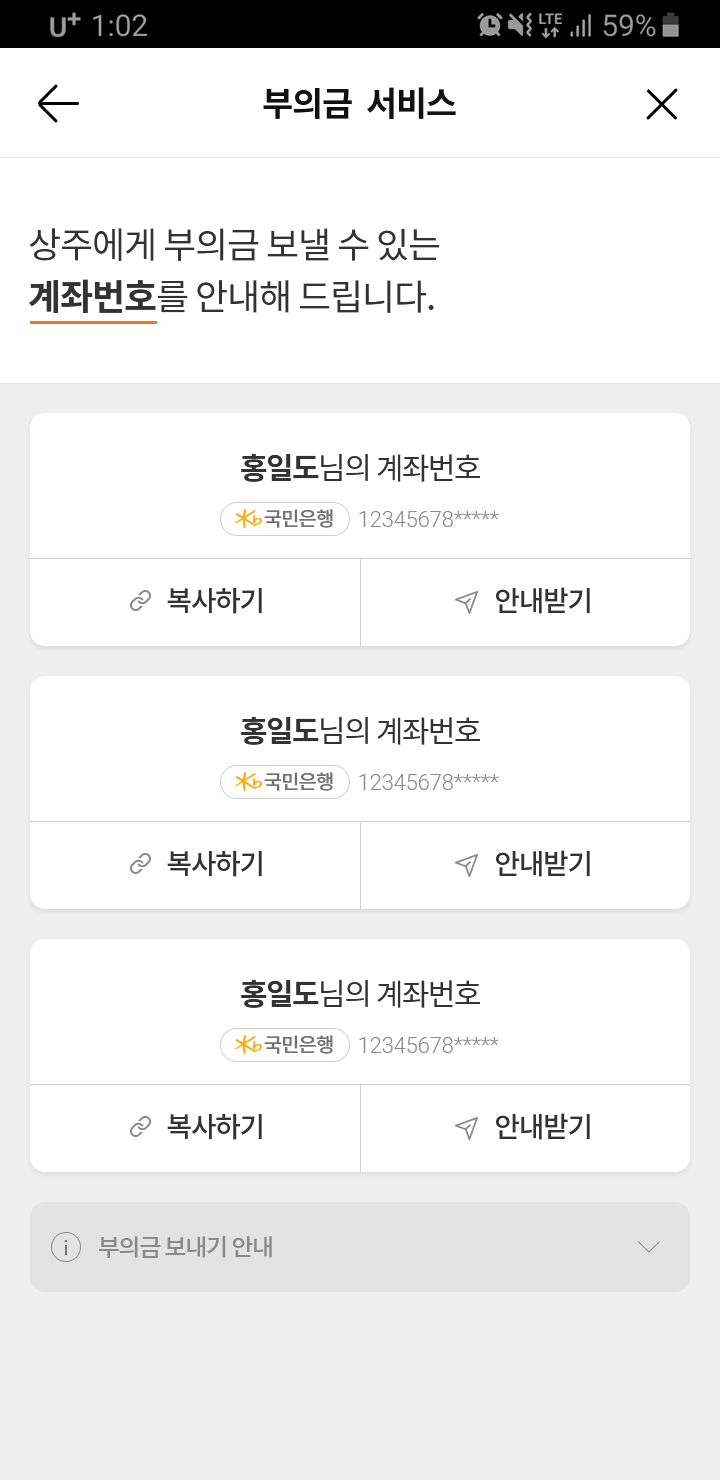 U+ 1:02 LTE 59%
부의금 서비스
상주에게 부의금 보낼 수 있는
계좌번호를 안내해 드립니다.
홍일도님의 계좌번호
국민은행 12345678*****
복사하기 안내받기
홍일도님의 계좌번호
국민은행 12345678*****
복사하기 안내받기
홍일도님의 계좌번호
국민은행 12345678*****
복사하기 안내받기
부의금 보내기 안내